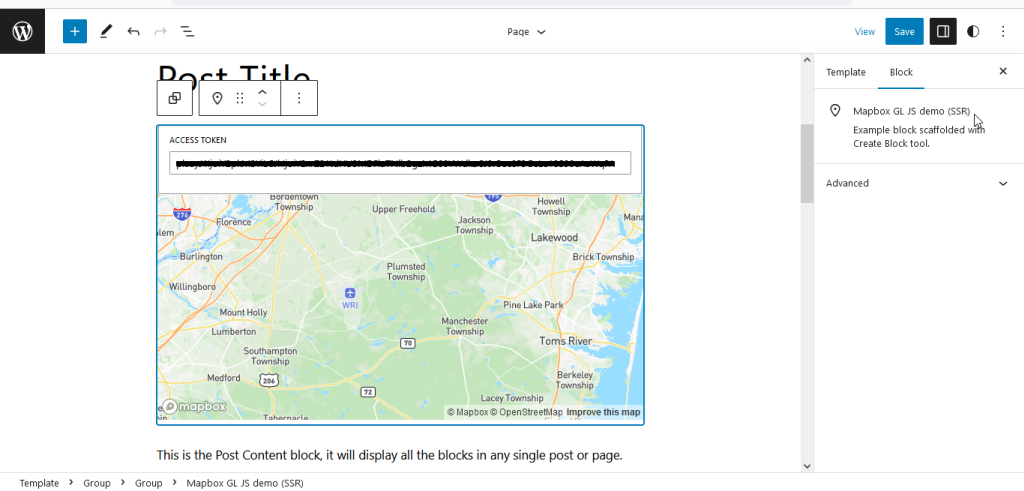 Page
View
Save
Post Title
Template
Block
Mapbox GL JS demo (SSR)
Example block scaffolded with
Create Block tool.
Advanced
ACCESS TOKEN
276
Bordentown
Township
Florence
Upper Freehold
Jackson
Township
195
Howell
Township
Mana
lem
Burlington
Lakewood
Brick Township
Plumsted
Township
Willingboro
WRI
Mount Holly
Pine Lake Park
Lumberton
Manchester
Township
70
Toms River
Southampton
Township
Medford
206
72
Berkeley
Township
Lacey Township
Tabernacle
mapbox
© Mapbox © OpenStreetMap Improve this map
This is the Post Content block, it will display all the blocks in any single post or page.
Template > Group > Group > Mapbox GL JS demo (SSR)